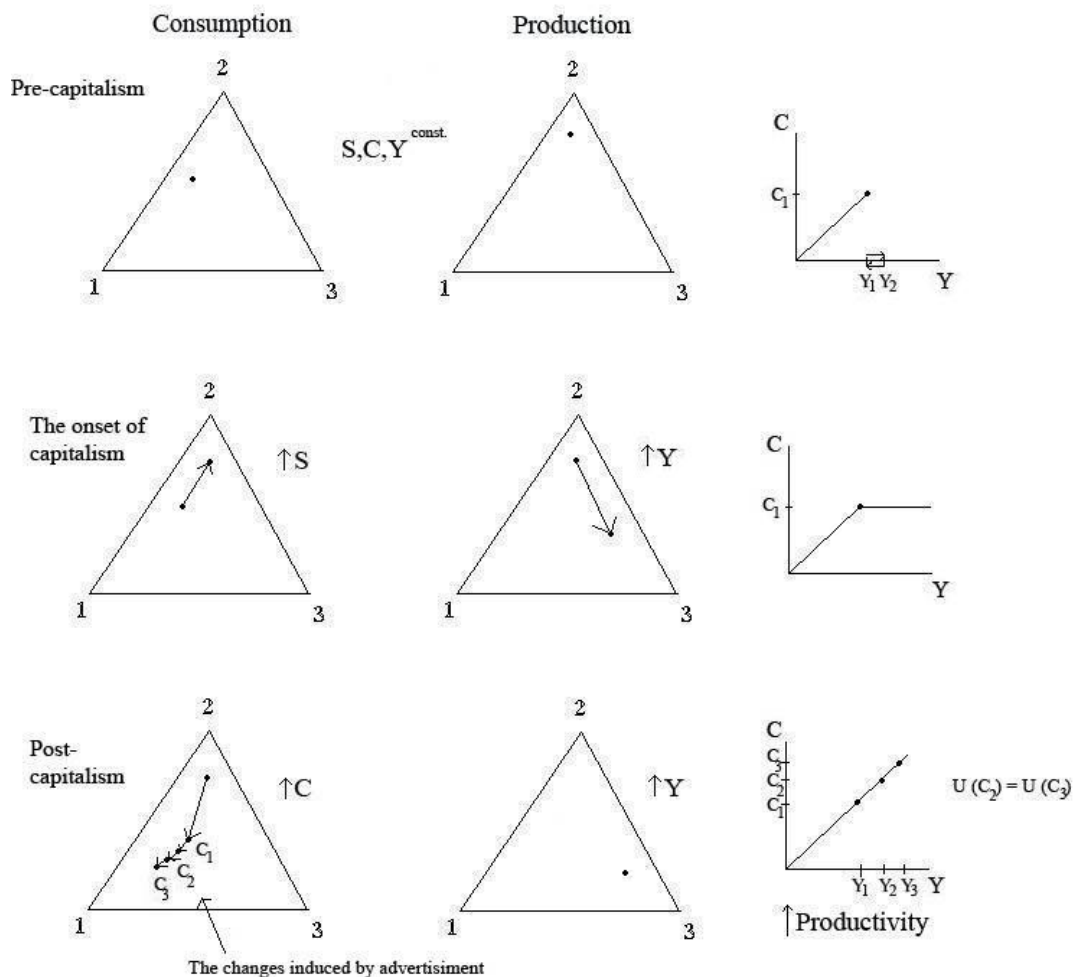 Consumption
Production
Pre-capitalism
2
1
3
S,C,Y const.
2
1
3
C
C1
Y1 Y2
Y
The onset of
capitalism
2
1
3
↑S
2
1
3
↑Y
C
C1
Y
Post-
capitalism
2
1
3
C1
C2
C3
↑C
The changes induced by advertisiment
2
1
3
↑Y
C
C3
C2
C1
Y1 Y2 Y3 Y
↑Productivity
U (C2) = U (C3)